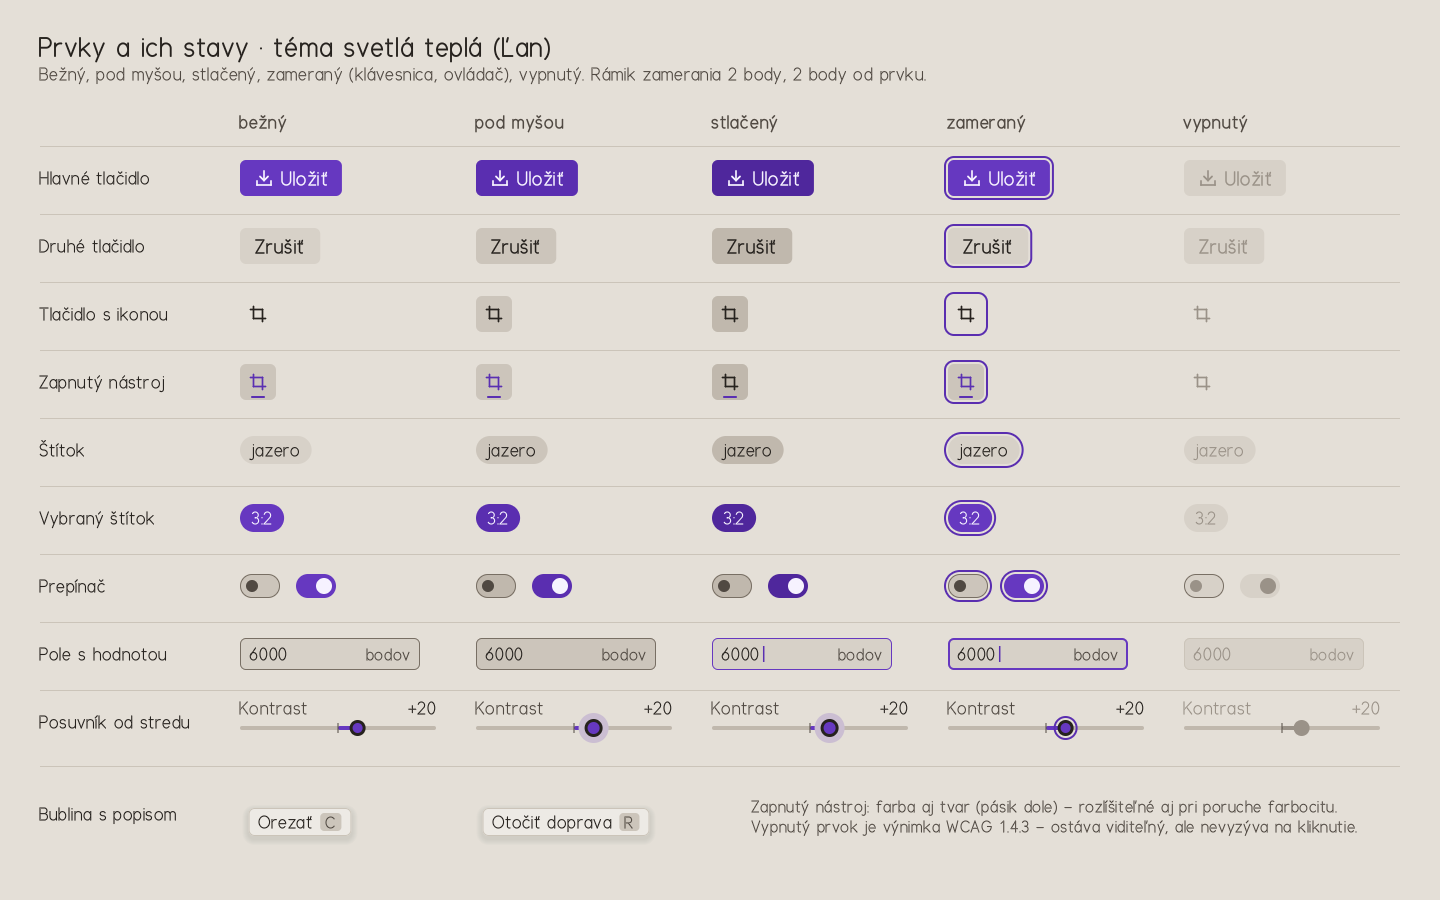 Prvky a ich stavy · téma svetlá teplá (Ľan)
Bežný, pod myšou, stlačený, zameraný (klávesnica, ovládač), vypnutý. Rámik zamerania 2 body, 2 body od prvku.
bežný pod myšou stlačený zameraný vypnutý
Hlavné tlačidlo Uložiť Uložiť Uložiť Uložiť Uložiť
Druhé tlačidlo Zrušiť Zrušiť Zrušiť Zrušiť Zrušiť
Tlačidlo s ikonou
Zapnutý nástroj
Štítok jazero jazero jazero jazero jazero
Vybraný štítok 3:2 3:2 3:2 3:2 3:2
Prepínač
Pole s hodnotou 6000 bodov 6000 bodov 6000 bodov 6000 bodov 6000 bodov
Kontrast +20 Kontrast +20 Kontrast +20 Kontrast +20 Kontrast +20
Posuvník od stredu
Bublina s popisom Orezať C Otočiť doprava R
Zapnutý nástroj: farba aj tvar (pásik dole) – rozlíšiteľné aj pri poruche farbocitu.
Vypnutý prvok je výnimka WCAG 1.4.3 – ostáva viditeľný, ale nevyzýva na kliknutie.